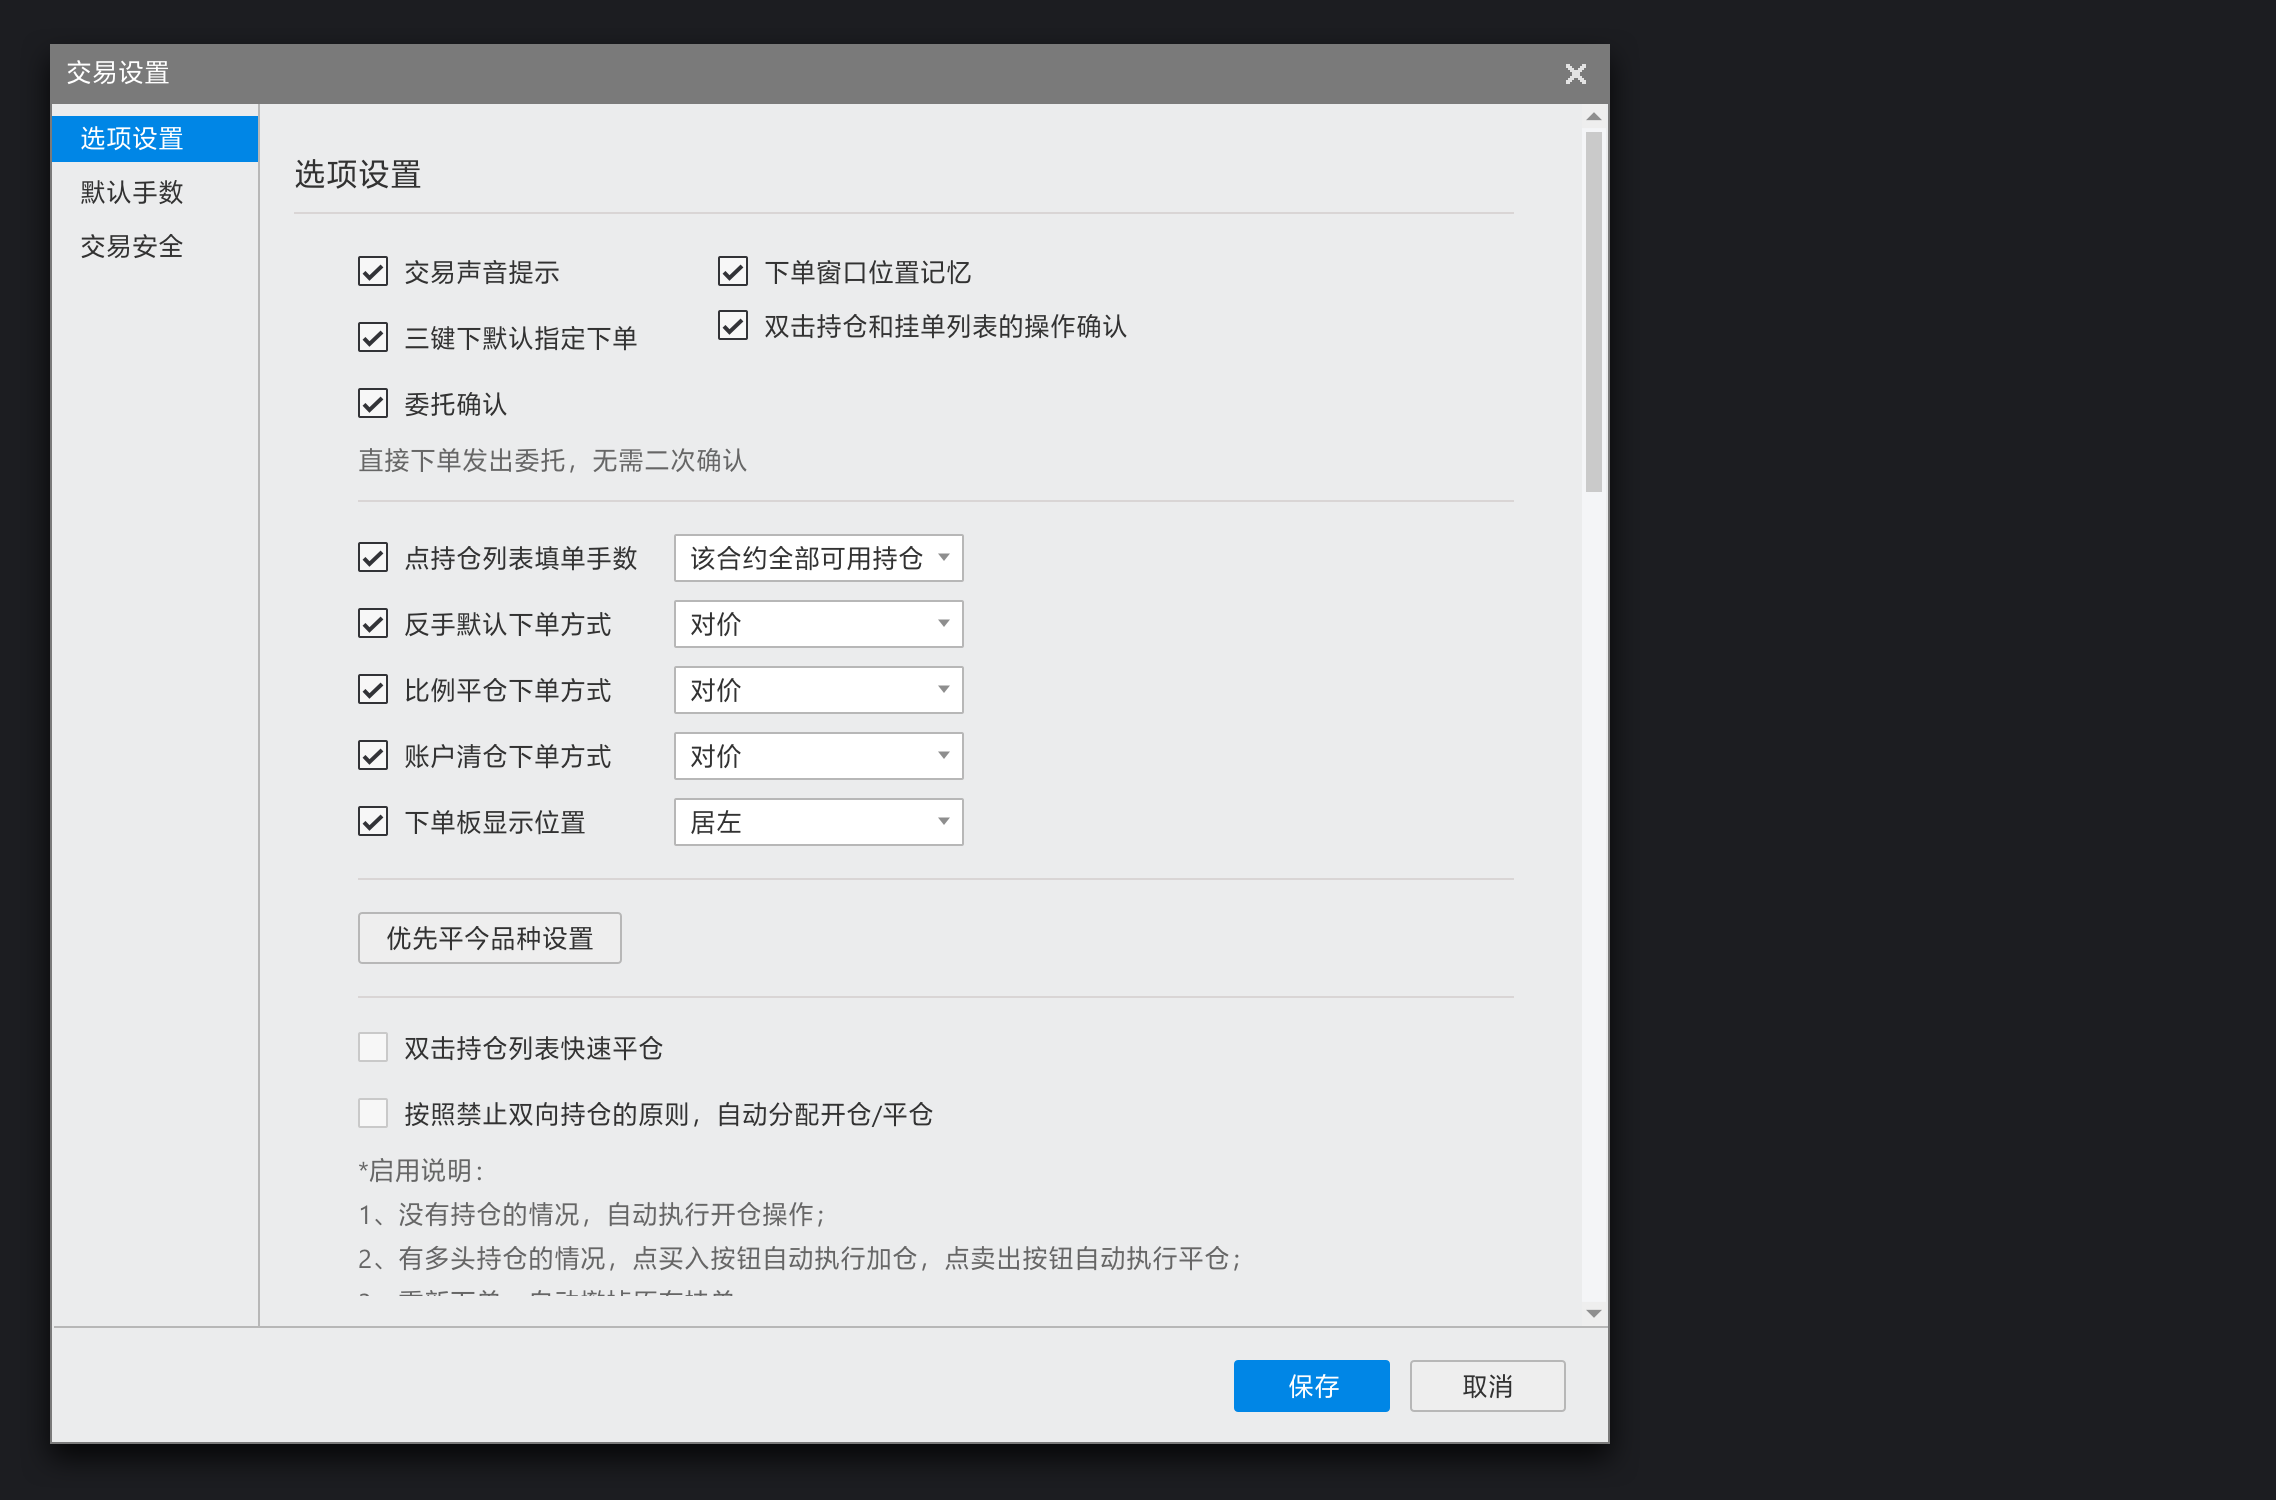 交易设置
选项设置
默认手数
交易安全
选项设置
交易声音提示
下单窗口位置记忆
三键下默认指定下单
双击持仓和挂单列表的操作确认
委托确认
直接下单发出委托，无需二次确认
点持仓列表填单手数 该合约全部可用持仓
反手默认下单方式 对价
比例平仓下单方式 对价
账户清仓下单方式 对价
下单板显示位置 居左
优先平今品种设置
双击持仓列表快速平仓
按照禁止双向持仓的原则，自动分配开仓/平仓
*启用说明：
1、没有持仓的情况，自动执行开仓操作；
2、有多头持仓的情况，点买入按钮自动执行加仓，点卖出按钮自动执行平仓；
保存 取消